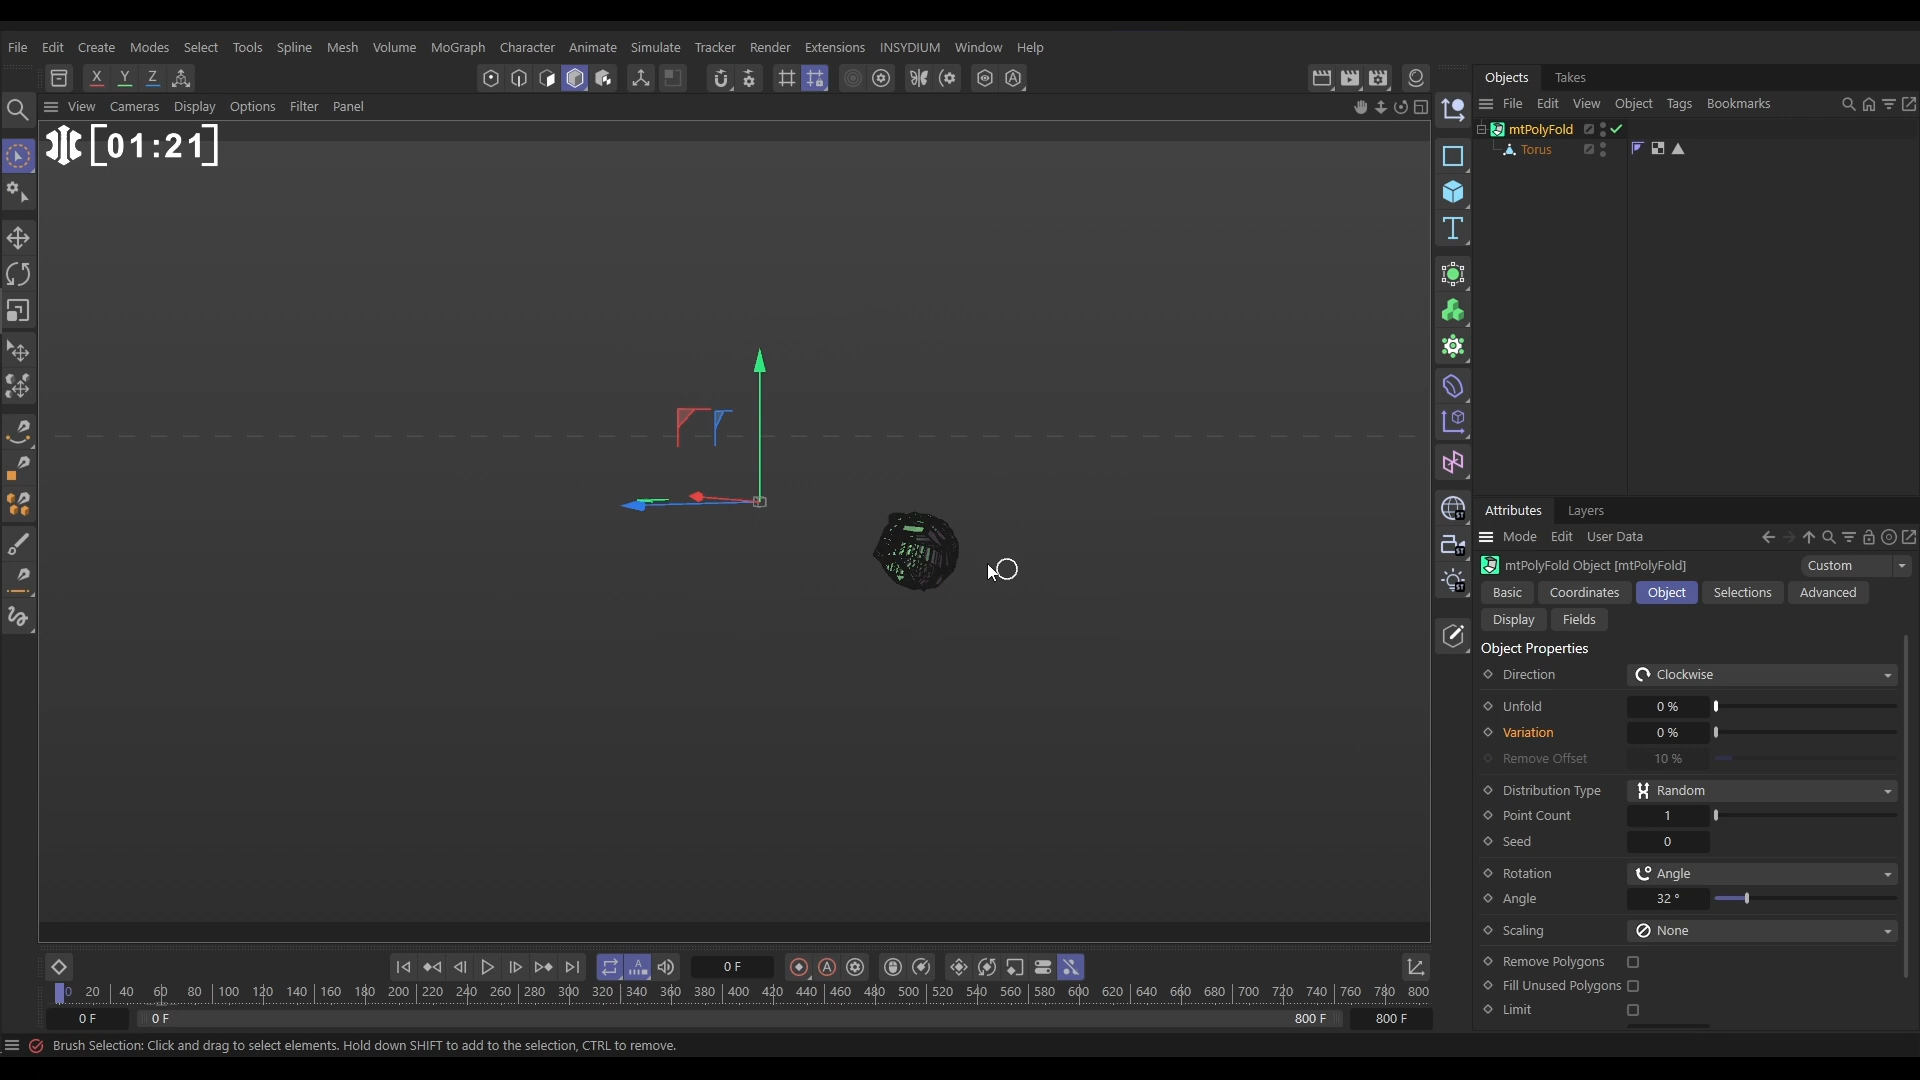 File Edit Create Modes Select Tools Spline Mesh Volume MoGraph Character Animate Simulate Tracker Render Extensions INSYDIUM Window Help
X Y Z
Objects Takes
View Cameras Display Options Filter Panel
File Edit View Object Tags Bookmarks
[01:21]
mtPolyFold
Torus
Attributes Layers
Mode Edit User Data
mtPolyFold Object [mtPolyFold] Custom
Basic Coordinates Object Selections Advanced
Display Fields
Object Properties
Direction Clockwise
Unfold 0 %
Variation 0 %
Remove Offset 10 %
Distribution Type Random
Point Count 1
Seed 0
Rotation Angle
Angle 32 °
Scaling None
Remove Polygons
Fill Unused Polygons
Limit
0 F
0 20 40 60 80 100 120 140 160 180 200 220 240 260 280 300 320 340 360 380 400 420 440 460 480 500 520 540 560 580 600 620 640 660 680 700 720 740 760 780 800
0 F 0 F 800 F 800 F
Brush Selection: Click and drag to select elements. Hold down SHIFT to add to the selection, CTRL to remove.